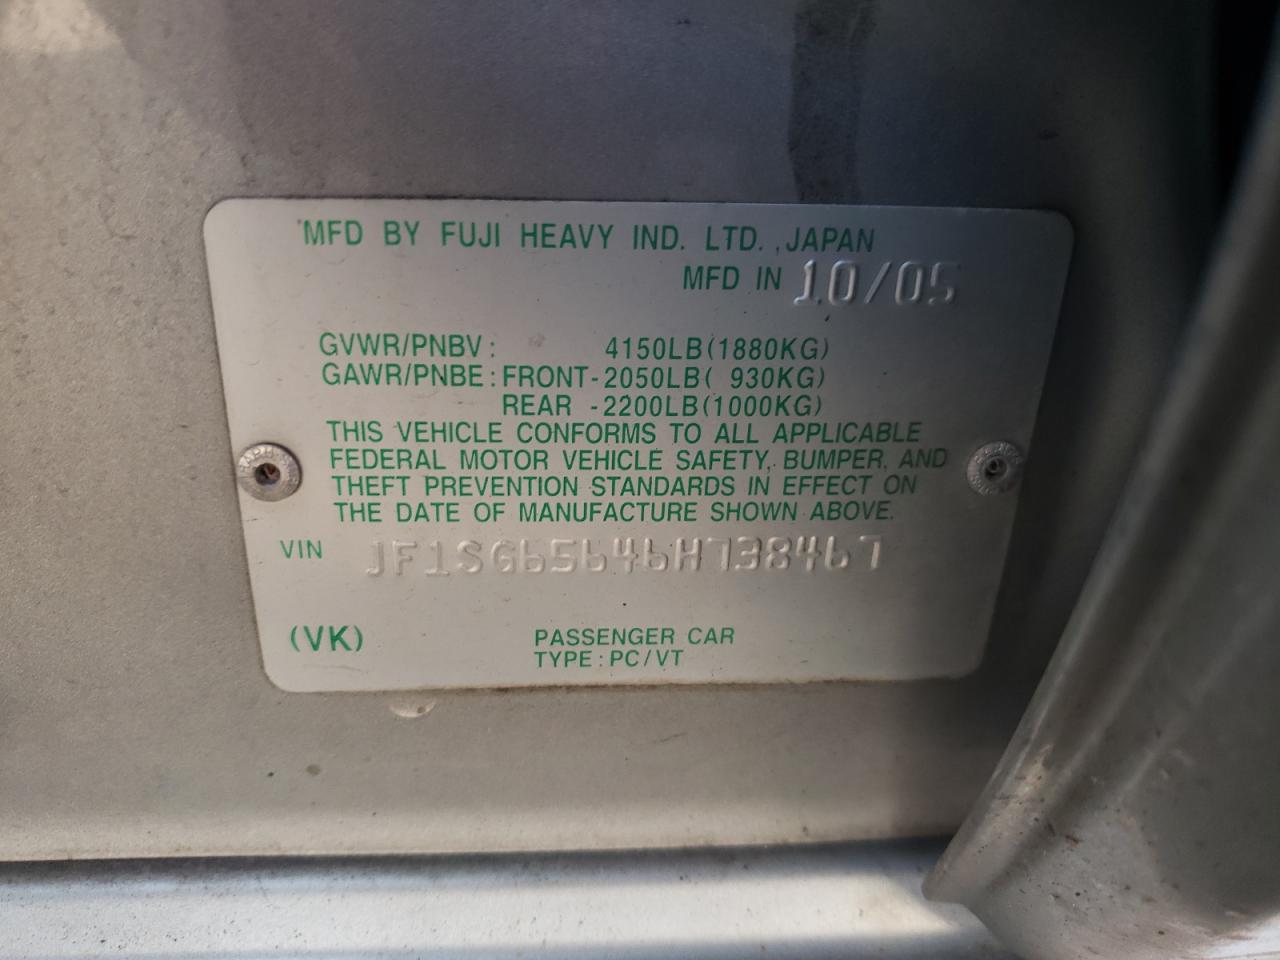 MFD BY FUJI HEAVY IND. LTD. ,JAPAN
MFD IN 10/05
GVWR/PNBV: 4150LB(1880KG)
GAWR/PNBE:FRONT-2050LB( 930KG)
REAR -2200LB(1000KG)
THIS VEHICLE CONFORMS TO ALL APPLICABLE
FEDERAL MOTOR VEHICLE SAFETY, BUMPER, AND
THEFT PREVENTION STANDARDS IN EFFECT ON
THE DATE OF MANUFACTURE SHOWN ABOVE.
VIN JF1SG65646H738467
(VK)
PASSENGER CAR
TYPE:PC/VT